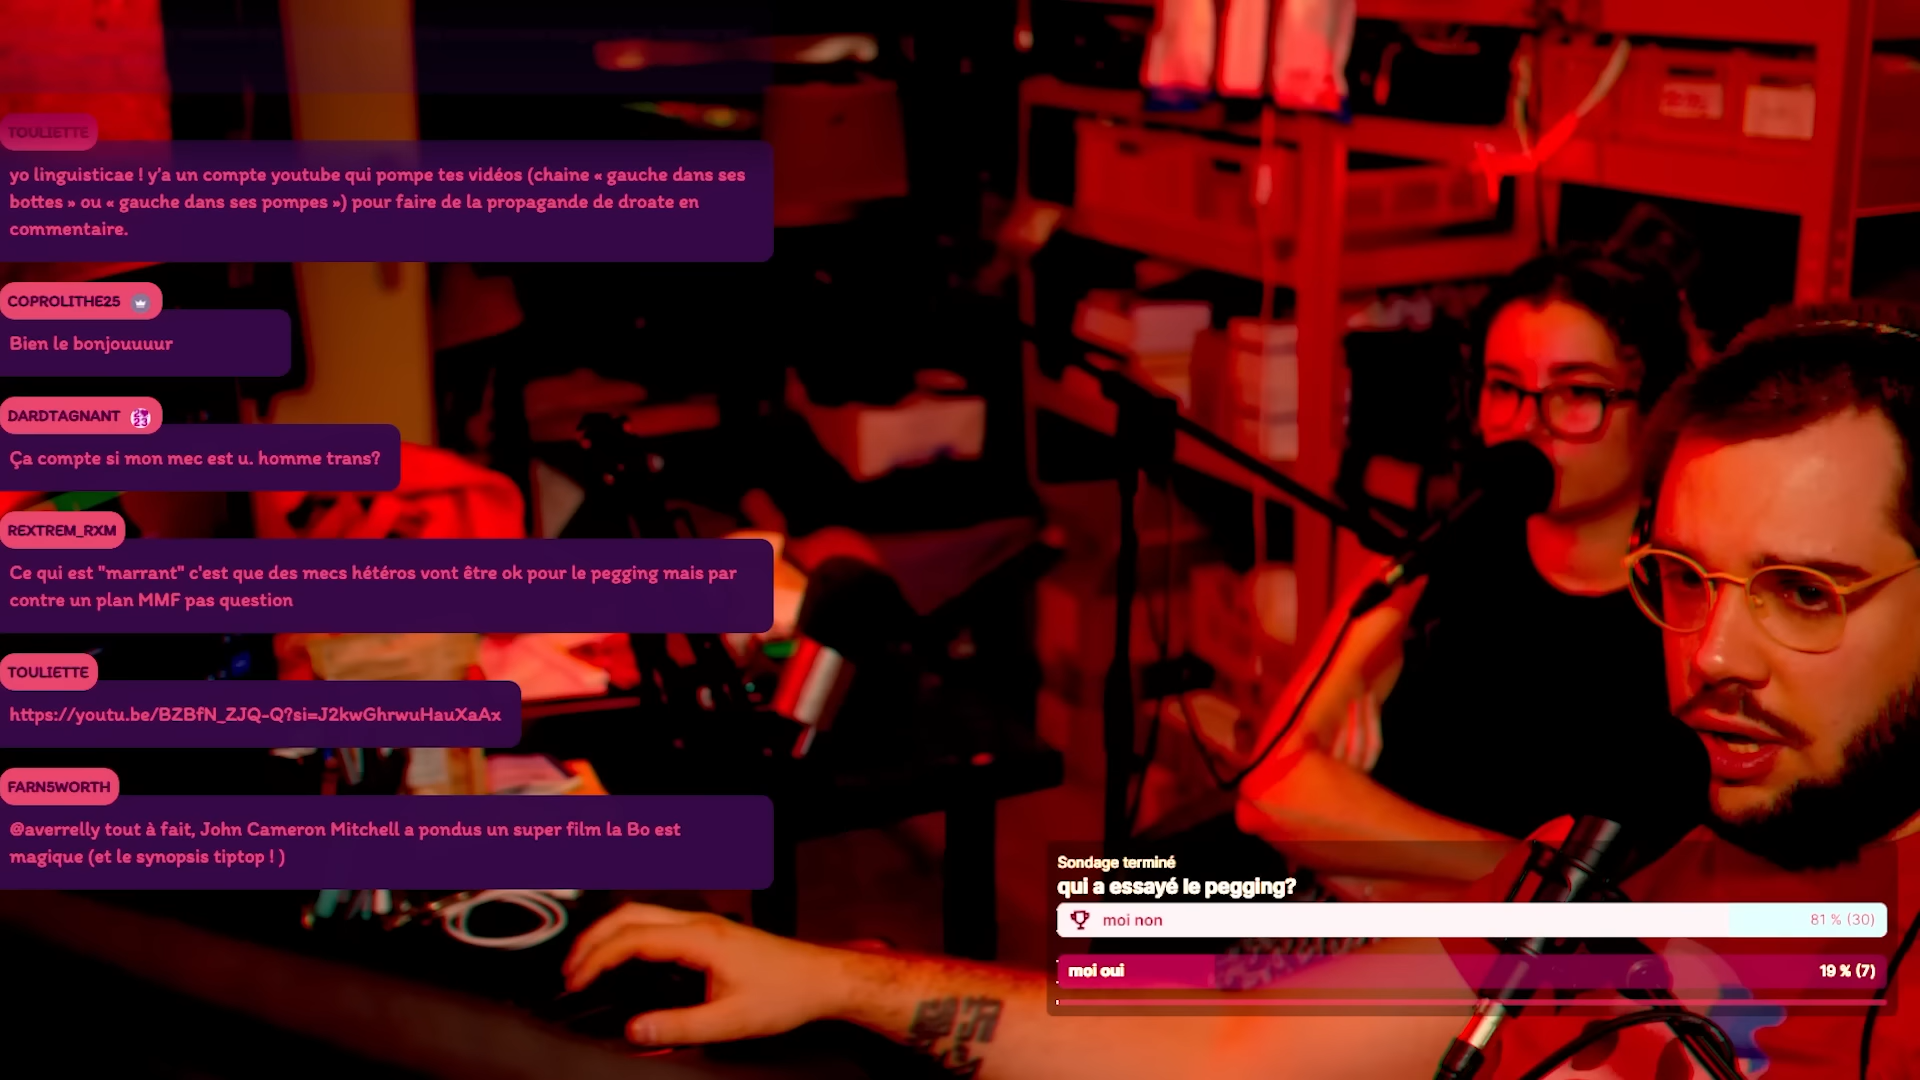 TOULIETTE
yo linguisticae ! y'a un compte youtube qui pompe tes vidéos (chaine « gauche dans ses
bottes » ou « gauche dans ses pompes ») pour faire de la propagande de droate en
commentaire.
COPROLITHE25
Bien le bonjouuuur
DARDTAGNANT
Ça compte si mon mec est u. homme trans?
REXTREM_RXM
Ce qui est "marrant" c'est que des mecs hétéros vont être ok pour le pegging mais par
contre un plan MMF pas question
TOULIETTE
https://youtu.be/BZBfN_ZJQ-Q?si=J2kwGhrwuHauXaAx
FARN5WORTH
@averrelly tout à fait, John Cameron Mitchell a pondus un super film la Bo est
magique (et le synopsis tiptop ! )
Sondage terminé
qui a essayé le pegging?
moi non 81 % (30)
moi oui 19 % (7)